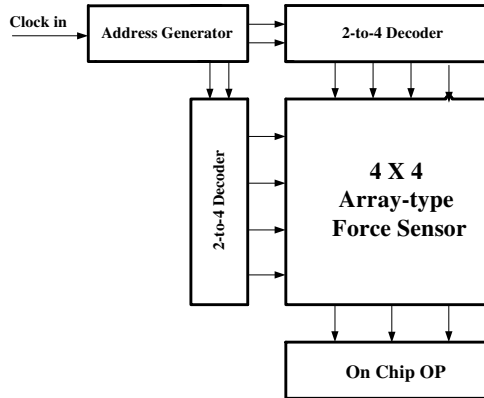 Clock in
Address Generator
2-to-4 Decoder
2-to-4 Decoder
4 X 4
Array-type
Force Sensor
On Chip OP